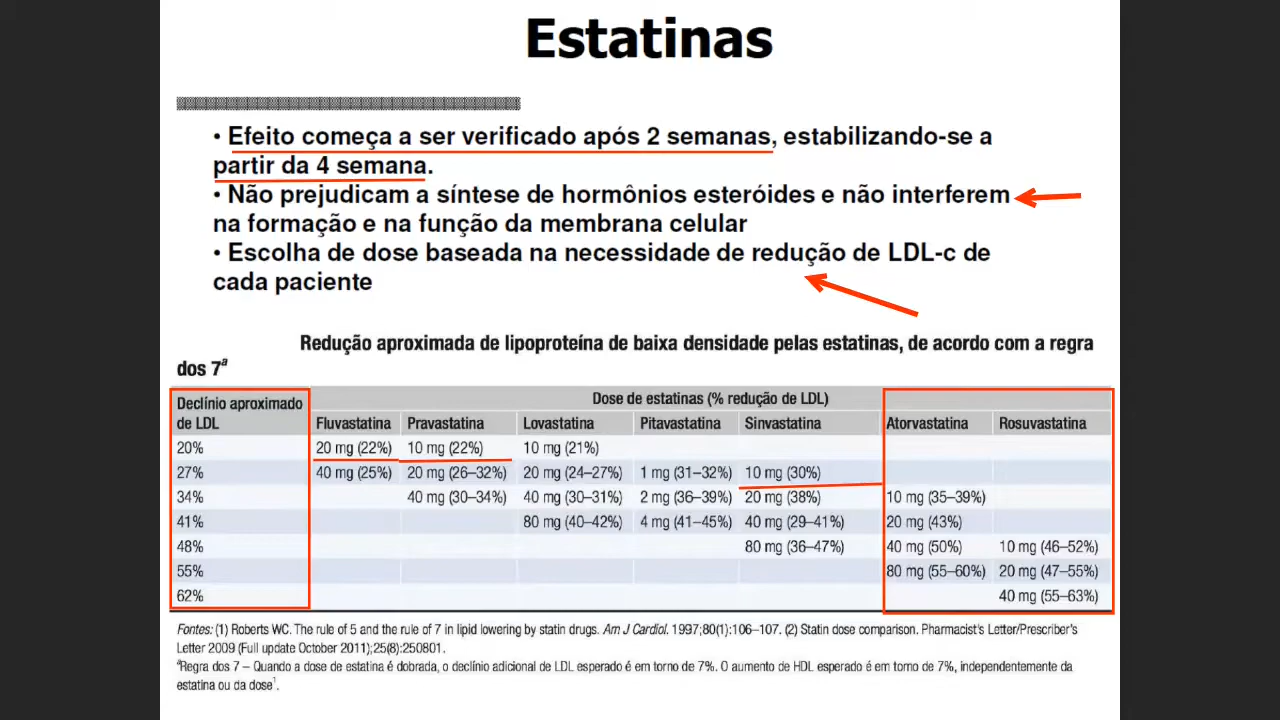 Estatinas
• Efeito começa a ser verificado após 2 semanas, estabilizando-se a
partir da 4 semana.
• Não prejudicam a síntese de hormônios esteróides e não interferem
na formação e na função da membrana celular
• Escolha de dose baseada na necessidade de redução de LDL-c de
cada paciente
Redução aproximada de lipoproteína de baixa densidade pelas estatinas, de acordo com a regra
dos 7a
Declínio aproximado
de LDL
Dose de estatinas (% redução de LDL)
Fluvastatina Pravastatina Lovastatina Pitavastatina Sinvastatina Atorvastatina Rosuvastatina
20% 20 mg (22%) 10 mg (22%) 10 mg (21%)
27% 40 mg (25%) 20 mg (26–32%) 20 mg (24–27%) 1 mg (31–32%) 10 mg (30%)
34% 40 mg (30–34%) 40 mg (30–31%) 2 mg (36–39%) 20 mg (38%) 10 mg (35–39%)
41% 80 mg (40–42%) 4 mg (41–45%) 40 mg (29–41%) 20 mg (43%)
48% 80 mg (36–47%) 40 mg (50%) 10 mg (46–52%)
55% 80 mg (55–60%) 20 mg (47–55%)
62% 40 mg (55–63%)
Fontes: (1) Roberts WC. The rule of 5 and the rule of 7 in lipid lowering by statin drugs. Am J Cardiol. 1997;80(1):106–107. (2) Statin dose comparison. Pharmacist's Letter/Prescriber's
Letter 2009 (Full update October 2011);25(8):250801.
aRegra dos 7 – Quando a dose de estatina é dobrada, o declínio adicional de LDL esperado é em torno de 7%. O aumento de HDL esperado é em torno de 7%, independentemente da
estatina ou da dose1.